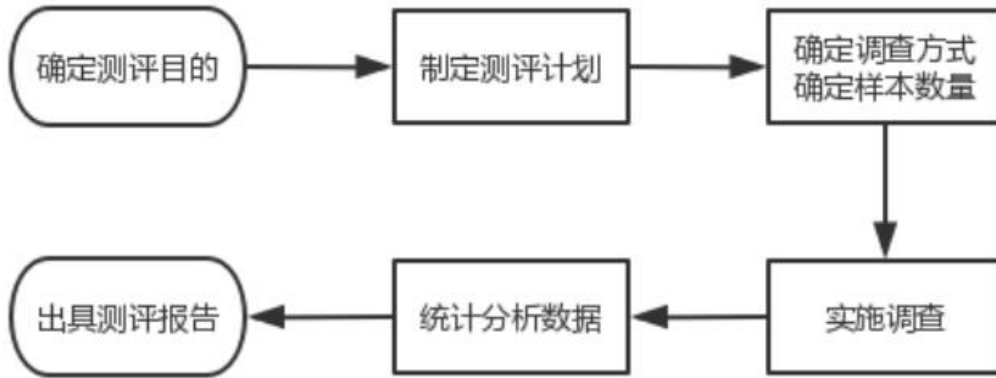 确定测评目的
制定测评计划
确定调查方式
确定样本数量
实施调查
统计分析数据
出具测评报告